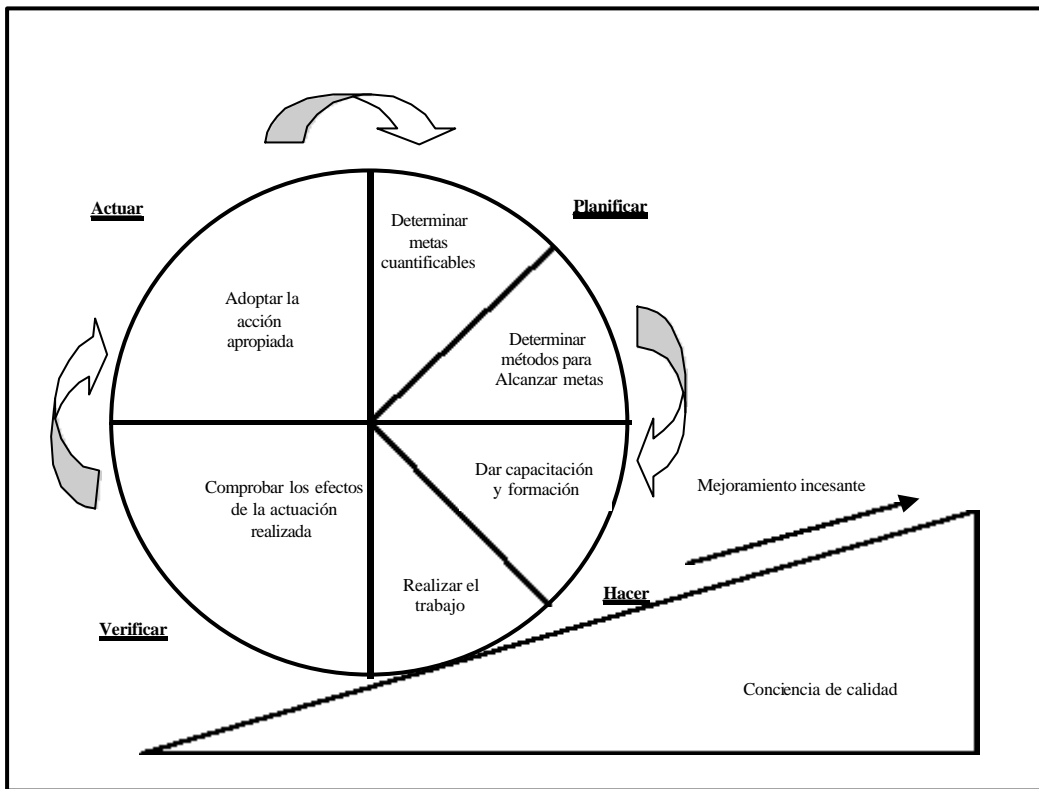 Actuar
Planificar
Determinar
metas
cuantificables
Adoptar la
acción
apropiada
Determinar
métodos para
Alcanzar metas
Comprobar los efectos
de la actuación
realizada
Dar capacitación
y formación
Mejoramiento incesante
Realizar el
trabajo
Hacer
Verificar
Conciencia de calidad